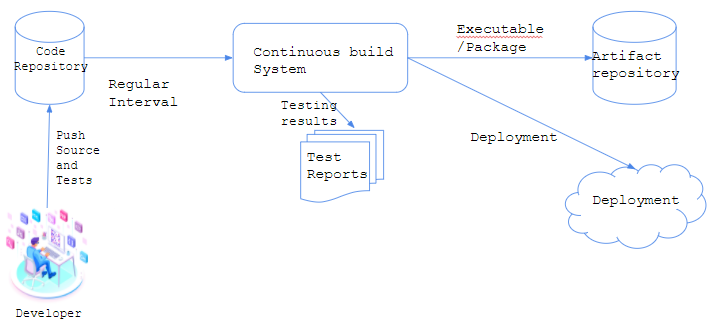 Code
Repository
Regular
Interval
Continuous build
System
Executable
/Package
Artifact
repository
Testing
results
Test
Reports
Deployment
Deployment
Push
Source
and
Tests
Developer